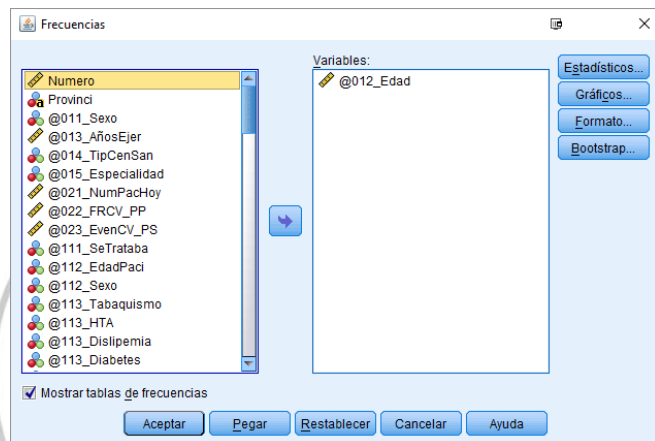 Frecuencias
Variables:
Numero
Provinci
@011_Sexo
@013_AñosEjer
@014_TipCenSan
@015_Especialidad
@021_NumPacHoy
@022_FRCV_PP
@023_EvenCV_PS
@111_SeTrataba
@112_EdadPaci
@112_Sexo
@113_Tabaquismo
@113_HTA
@113_Dislipemia
@113_Diabetes
@012_Edad
Estadísticos...
Gráficos...
Formato...
Bootstrap...
Mostrar tablas de frecuencias
Aceptar Pegar Restablecer Cancelar Ayuda